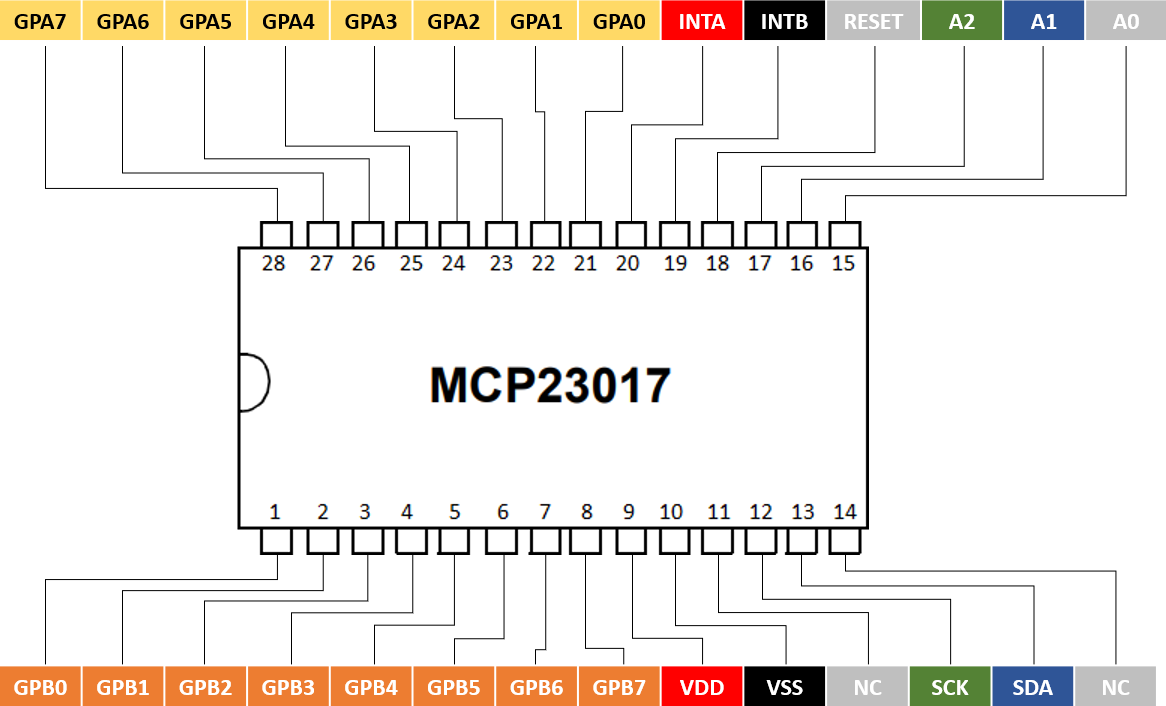 GPA7 GPA6 GPA5 GPA4 GPA3 GPA2 GPA1 GPA0 INTA INTB RESET A2 A1 A0
28 27 26 25 24 23 22 21 20 19 18 17 16 15
MCP23017
1 2 3 4 5 6 7 8 9 10 11 12 13 14
GPB0 GPB1 GPB2 GPB3 GPB4 GPB5 GPB6 GPB7 VDD VSS NC SCK SDA NC